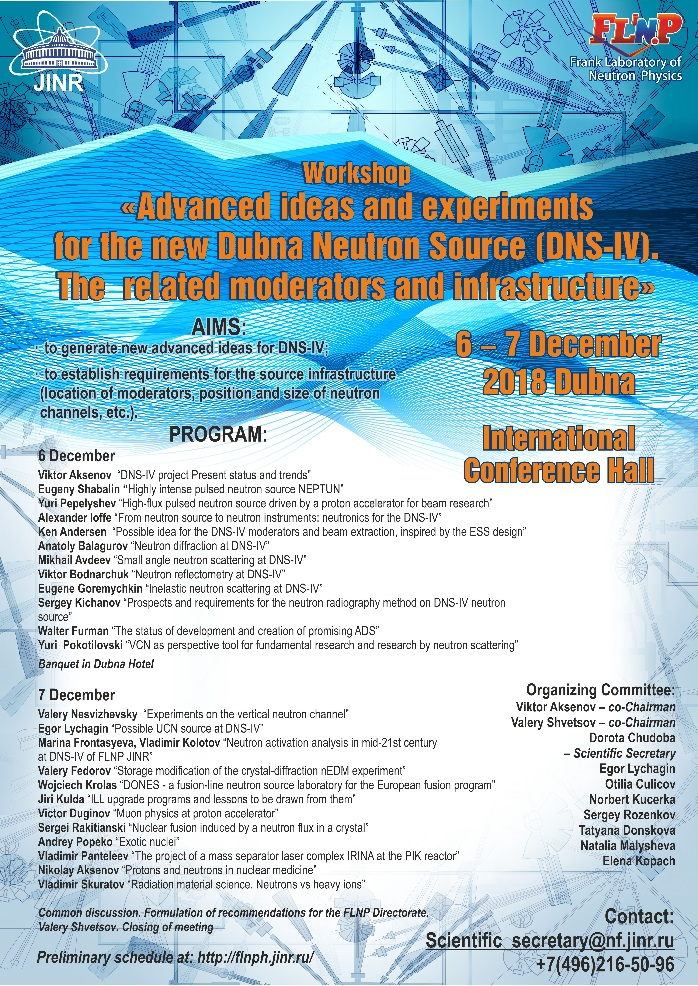 JINR
FLNP
Frank Laboratory of
Neutron Physics
Workshop
«Advanced ideas and experiments
for the new Dubna Neutron Source (DNS-IV).
The related moderators and infrastructure»
AIMS:
- to generate new advanced ideas for DNS-IV;
- to establish requirements for the source infrastructure
(location of moderators, position and size of neutron
channels, etc.).
6 – 7 December
2018 Dubna
International
Conference Hall
PROGRAM:
6 December
Viktor Aksenov "DNS-IV project Present status and trends"
Eugeny Shabalin "Highly intense pulsed neutron source NEPTUN"
Yuri Pepelyshev "High-flux pulsed neutron source driven by a proton accelerator for beam research"
Alexander Ioffe "From neutron source to neutron instruments: neutronics for the DNS-IV"
Ken Andersen "Possible idea for the DNS-IV moderators and beam extraction, inspired by the ESS design"
Anatoly Balagurov "Neutron diffraction at DNS-IV"
Mikhail Avdeev "Small angle neutron scattering at DNS-IV"
Viktor Bodnarchuk "Neutron reflectometry at DNS-IV"
Eugene Goremychkin "Inelastic neutron scattering at DNS-IV"
Sergey Kichanov "Prospects and requirements for the neutron radiography method on DNS-IV neutron
source"
Walter Furman "The status of development and creation of promising ADS"
Yuri Pokotilovski "VCN as perspective tool for fundamental research and research by neutron scattering"
Banquet in Dubna Hotel
7 December
Valery Nesvizhevsky "Experiments on the vertical neutron channel"
Egor Lychagin "Possible UCN source at DNS-IV"
Marina Frontasyeva, Vladimir Kolotov "Neutron activation analysis in mid-21st century
at DNS-IV of FLNP JINR"
Valery Fedorov "Storage modification of the crystal-diffraction nEDM experiment"
Wojciech Krolas "DONES - a fusion-line neutron source laboratory for the European fusion program"
Jiri Kulda "ILL upgrade programs and lessons to be drawn from them"
Victor Duginov "Muon physics at proton accelerator"
Sergei Rakitianski "Nuclear fusion induced by a neutron flux in a crystal"
Andrey Popeko "Exotic nuclei"
Vladimir Panteleev "The project of a mass separator laser complex IRINA at the PIK reactor"
Nikolay Aksenov "Protons and neutrons in nuclear medicine"
Vladimir Skuratov "Radiation material science. Neutrons vs heavy ions"
Common discussion. Formulation of recommendations for the FLNP Directorate.
Valery Shvetsov. Closing of meeting
Preliminary schedule at: http://flnph.jinr.ru/
Organizing Committee:
Viktor Aksenov – co-Chairman
Valery Shvetsov – co-Chairman
Dorota Chudoba
– Scientific Secretary
Egor Lychagin
Otilia Culicov
Norbert Kucerka
Sergey Rozenkov
Tatyana Donskova
Natalia Malysheva
Elena Kopach
Contact:
Scientific_secretary@nf.jinr.ru
+7(496)216-50-96